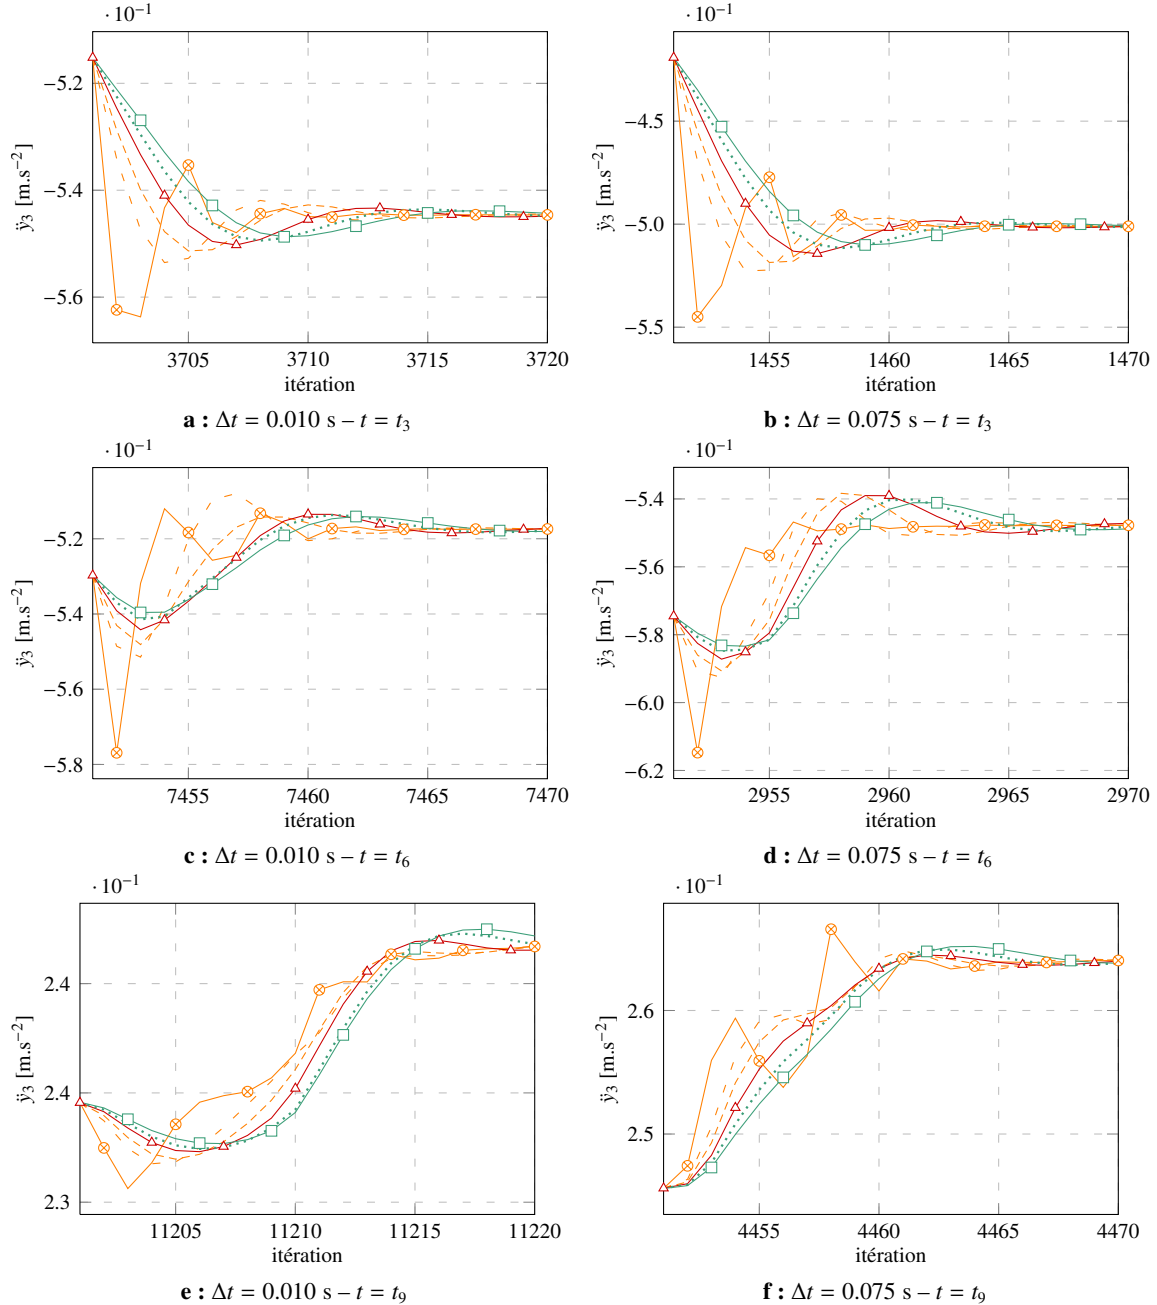 · 10⁻¹
−5.2
−5.4
−5.6
ÿ₃ [m.s⁻²]
3705 3710 3715 3720
itération
a : Δt = 0.010 s – t = t₃
· 10⁻¹
−4.5
−5.0
−5.5
ÿ₃ [m.s⁻²]
1455 1460 1465 1470
itération
b : Δt = 0.075 s – t = t₃
· 10⁻¹
−5.2
−5.4
−5.6
−5.8
ÿ₃ [m.s⁻²]
7455 7460 7465 7470
itération
c : Δt = 0.010 s – t = t₆
· 10⁻¹
−5.4
−5.6
−5.8
−6.0
−6.2
ÿ₃ [m.s⁻²]
2955 2960 2965 2970
itération
d : Δt = 0.075 s – t = t₆
· 10⁻¹
2.4
2.4
2.3
ÿ₃ [m.s⁻²]
11205 11210 11215 11220
itération
e : Δt = 0.010 s – t = t₉
· 10⁻¹
2.6
2.5
ÿ₃ [m.s⁻²]
4455 4460 4465 4470
itération
f : Δt = 0.075 s – t = t₉